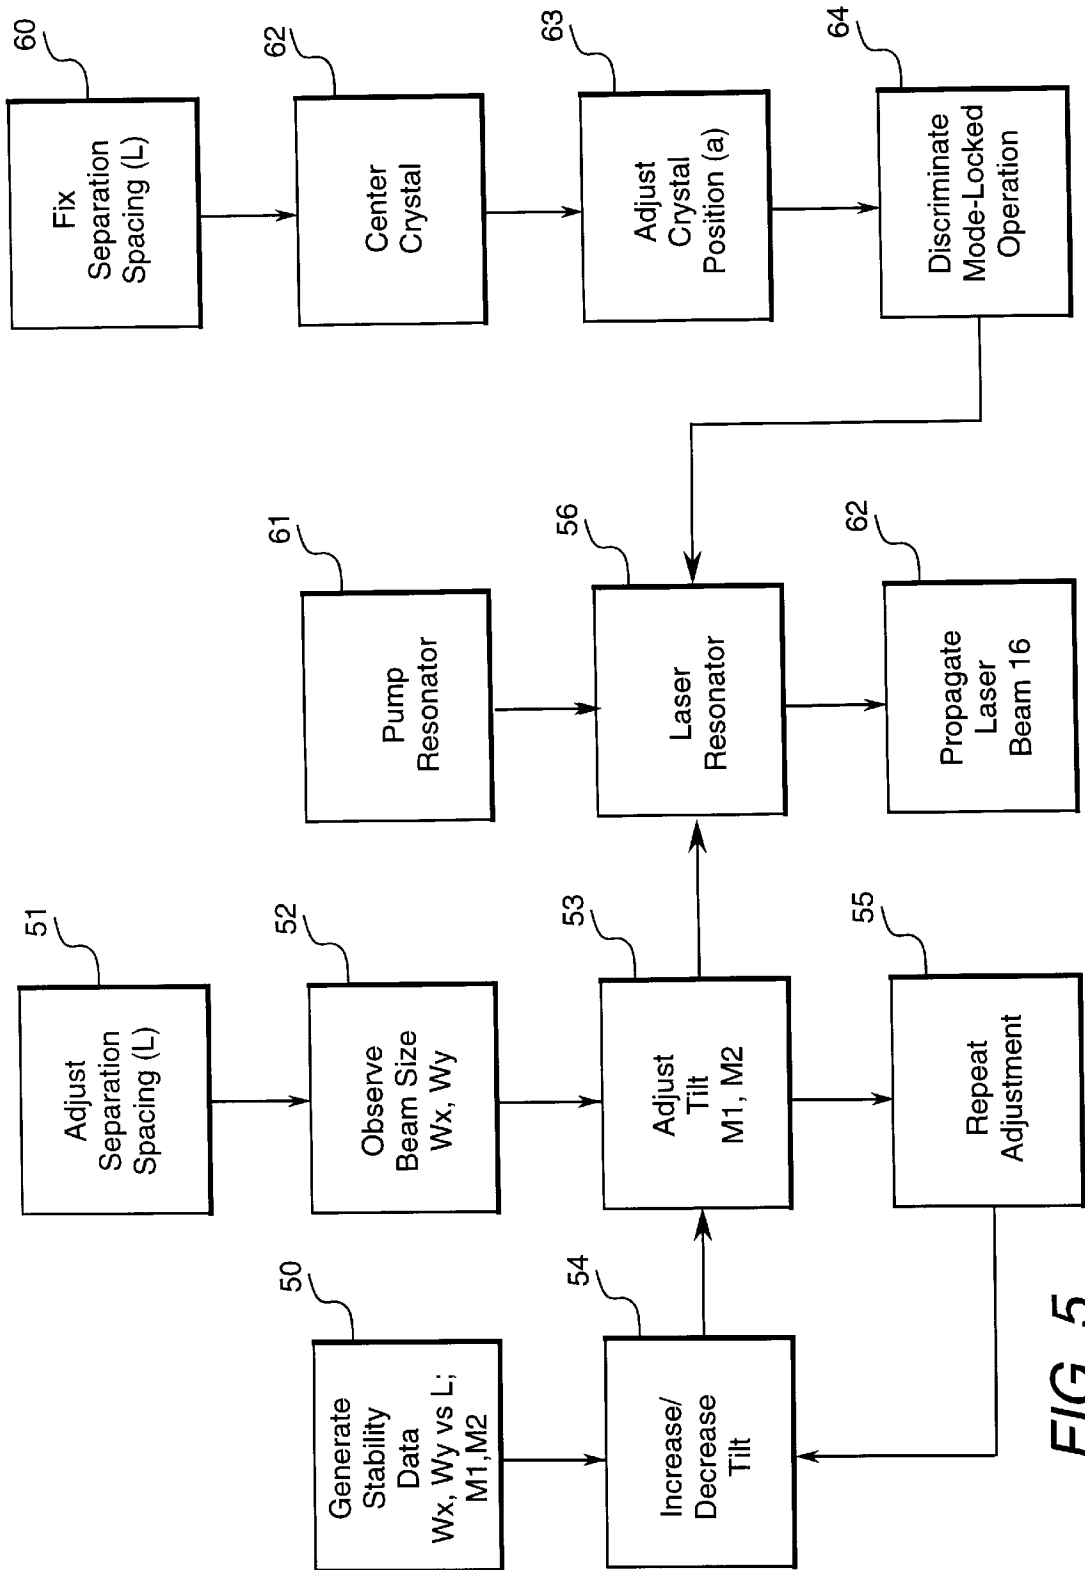 60
Fix
Separation
Spacing (L)
62
Center
Crystal
63
Adjust
Crystal
Position (a)
64
Discriminate
Mode-Locked
Operation
61
Pump
Resonator
56
Laser
Resonator
62
Propagate
Laser
Beam 16
51
Adjust
Separation
Spacing (L)
52
Observe
Beam Size
Wx, Wy
53
Adjust
Tilt
M1, M2
55
Repeat
Adjustment
50
Generate
Stability
Data
Wx, Wy vs L;
M1,M2
54
Increase/
Decrease
Tilt
FIG. 5